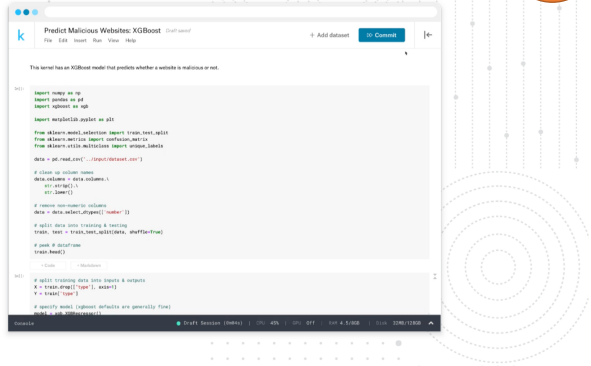 k
Predict Malicious Websites: XGBoost Draft saved
File Edit Insert Run View Help
+ Add dataset
Commit
This kernel has an XGBoost model that predicts whether a website is malicious or not.
import numpy as np
import pandas as pd
import xgboost as xgb
import matplotlib.pyplot as plt
from sklearn.model_selection import train_test_split
from sklearn.metrics import confusion_matrix
from sklearn.utils.multiclass import unique_labels
data = pd.read_csv('../input/dataset.csv')
# clean up column names
data.columns = data.columns.\
str.strip().\
str.lower()
# remove non-numeric columns
data = data.select_dtypes(['number'])
# split data into training & testing
train, test = train_test_split(data, shuffle=True)
# peek @ dataframe
train.head()
+ Code + Markdown
# split training data into inputs & outputs
X = train.drop(["type"], axis=1)
Y = train['type']
# specify model (xgboost defaults are generally fine)
model = xgb.XGBRegressor()
Console
Draft Session (0m44s) | CPU 45% | GPU Off | RAM 4.5/8GB | Disk 32MB/128GB